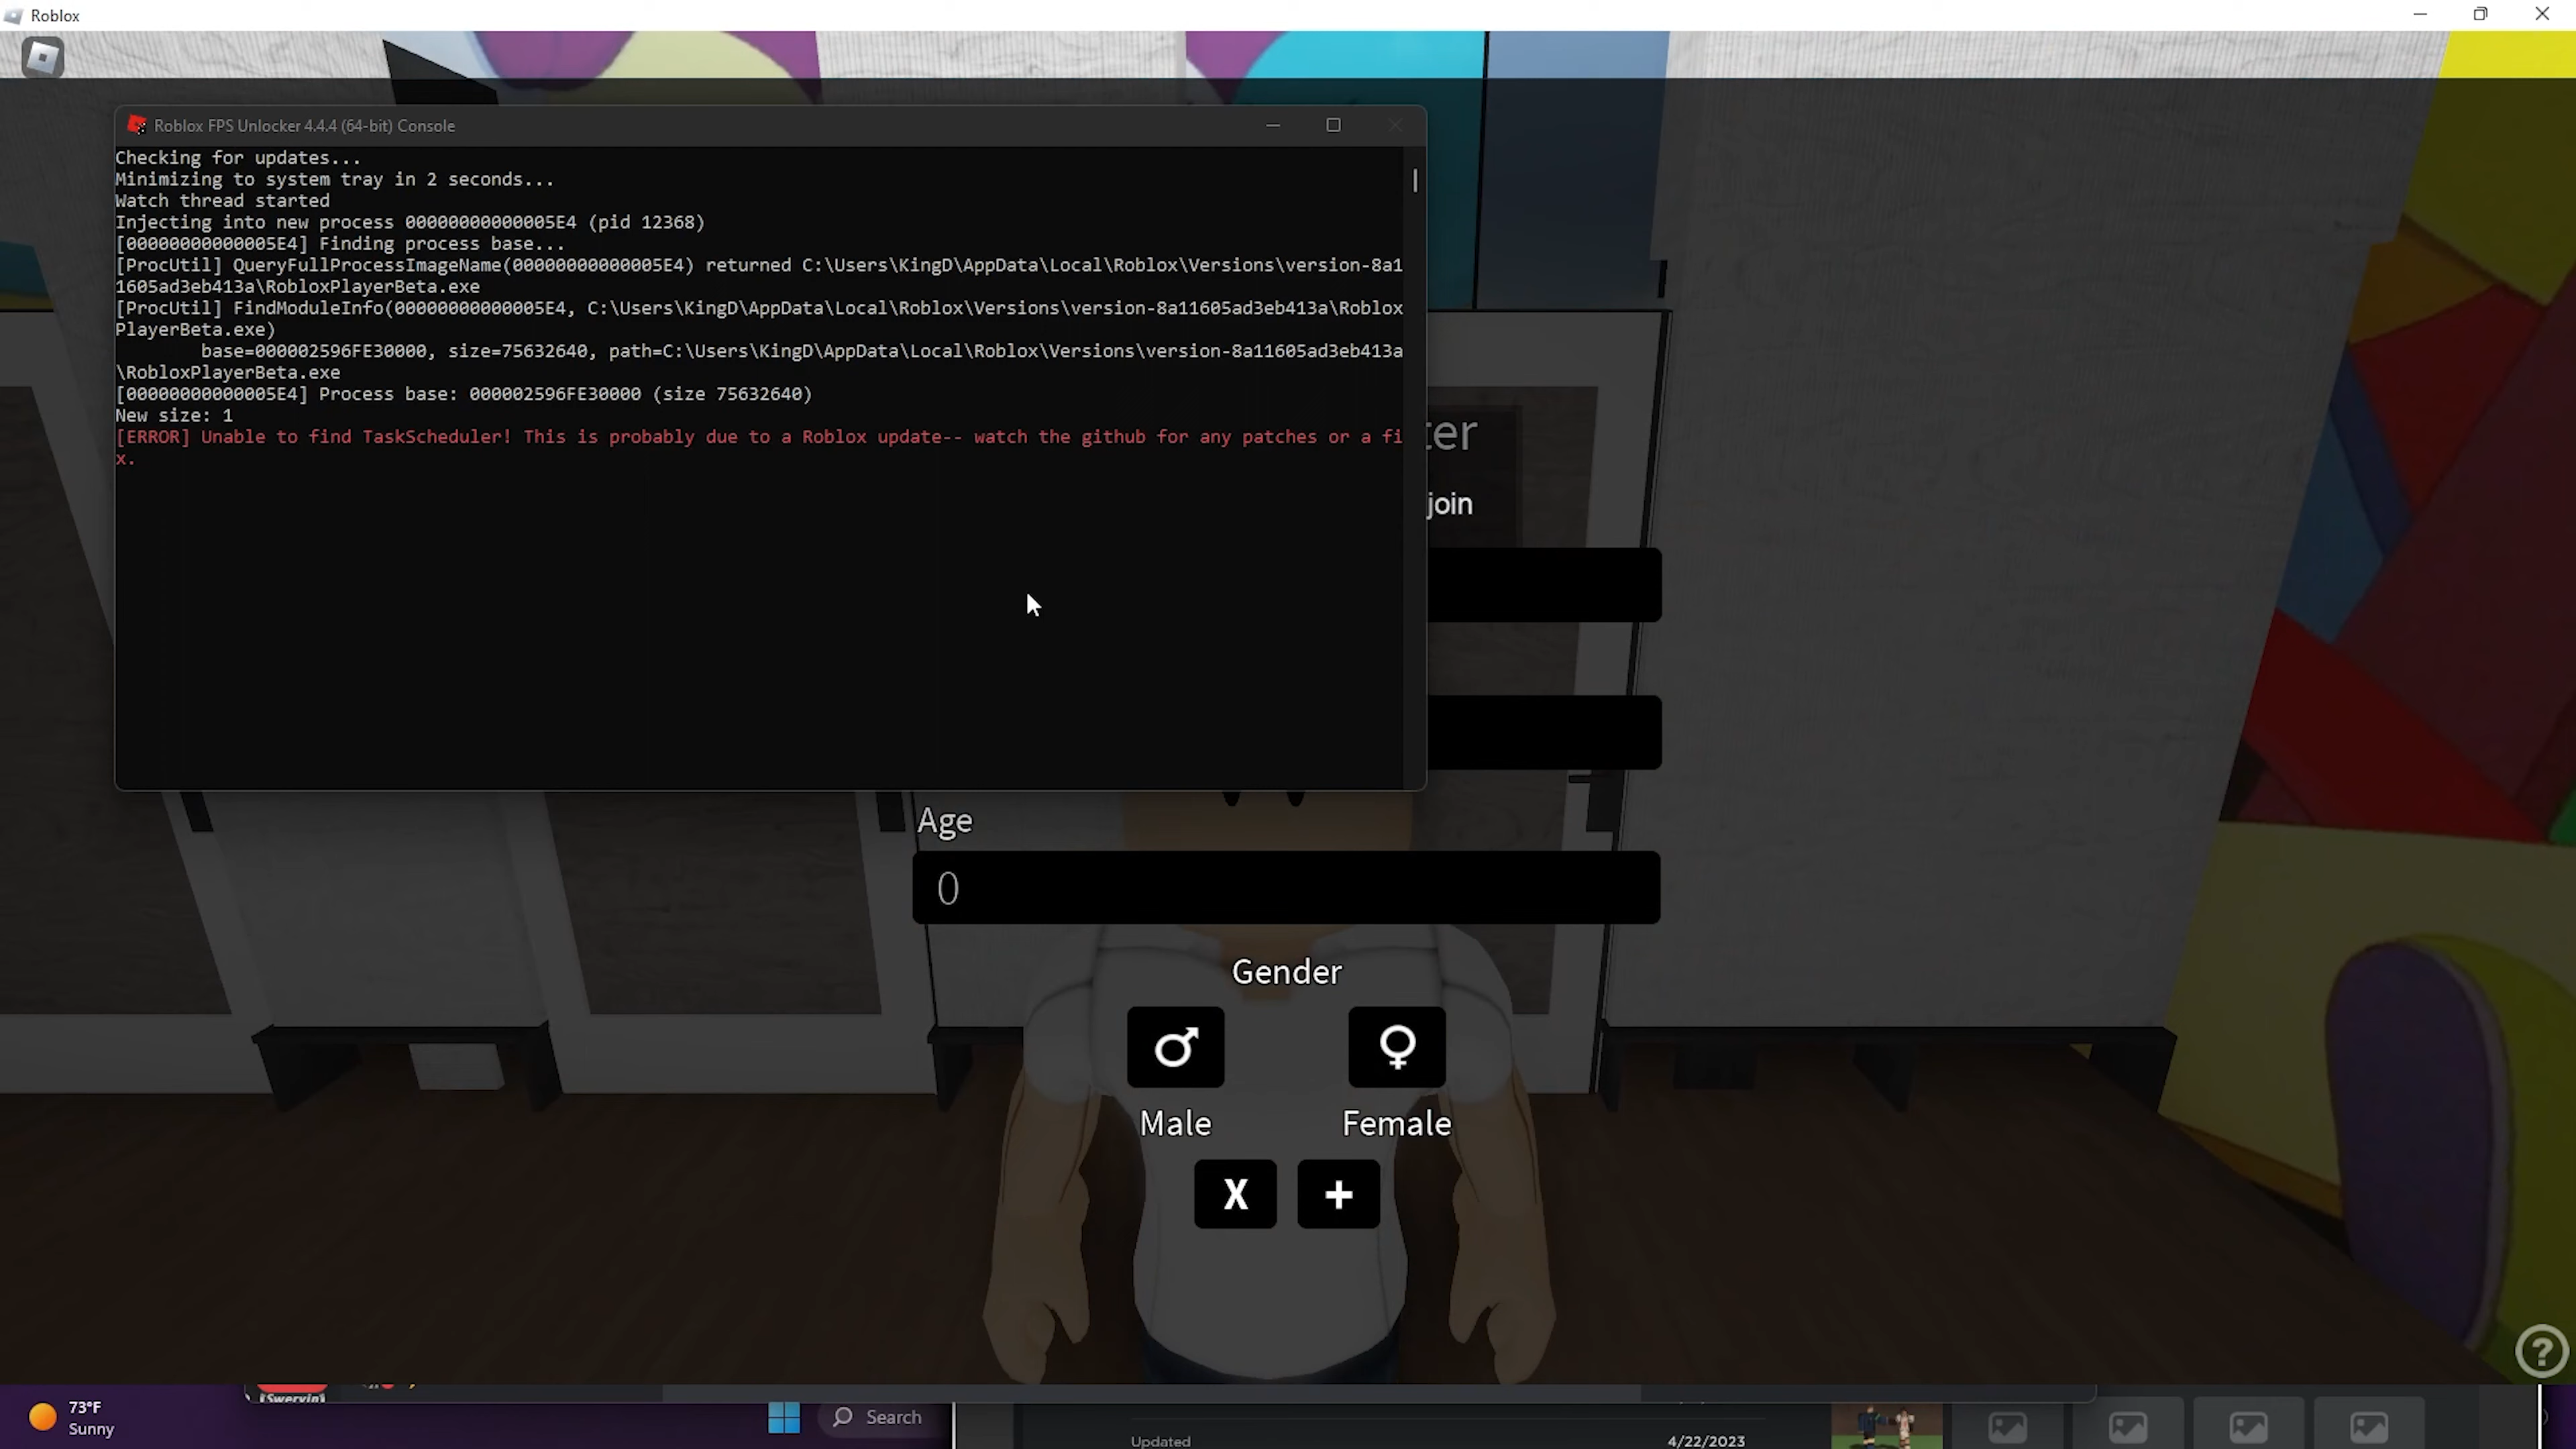 Roblox
Roblox FPS Unlocker 4.4.4 (64-bit) Console
Checking for updates...
Minimizing to system tray in 2 seconds...
Watch thread started
Injecting into new process 00000000000005E4 (pid 12368)
[00000000000005E4] Finding process base...
[ProcUtil] QueryFullProcessImageName(00000000000005E4) returned C:\Users\KingD\AppData\Local\Roblox\Versions\version-8a1
1605ad3eb413a\RobloxPlayerBeta.exe
[ProcUtil] FindModuleInfo(00000000000005E4, C:\Users\KingD\AppData\Local\Roblox\Versions\version-8a11605ad3eb413a\Roblox
PlayerBeta.exe)
base=000002596FE30000, size=75632640, path=C:\Users\KingD\AppData\Local\Roblox\Versions\version-8a11605ad3eb413a
\RobloxPlayerBeta.exe
[00000000000005E4] Process base: 000002596FE30000 (size 75632640)
New size: 1
[ERROR] Unable to find TaskScheduler! This is probably due to a Roblox update-- watch the github for any patches or a fi
x.
ter
join
Age
0
Gender
Male
Female
X +
?
Swervin
73°F
Sunny
Search
Updated
4/22/2023